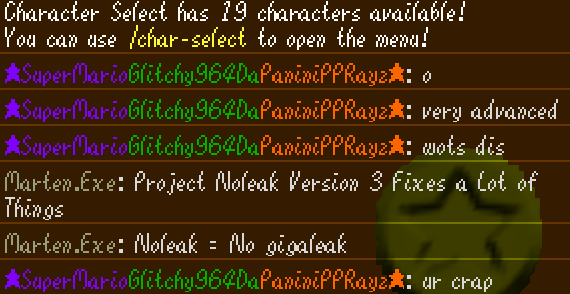 Character Select has 19 characters available!
You can use /char-select to open the menu!
★SuperMarioGlitchy964DaPaniniPPRayz★: o
★SuperMarioGlitchy964DaPaniniPPRayz★: very advanced
★SuperMarioGlitchy964DaPaniniPPRayz★: wots dis
Marten.Exe: Project Noleak Version 3 Fixes a Lot of
Things
Marten.Exe: Noleak = No gigaleak
★SuperMarioGlitchy964DaPaniniPPRayz★: ur crap